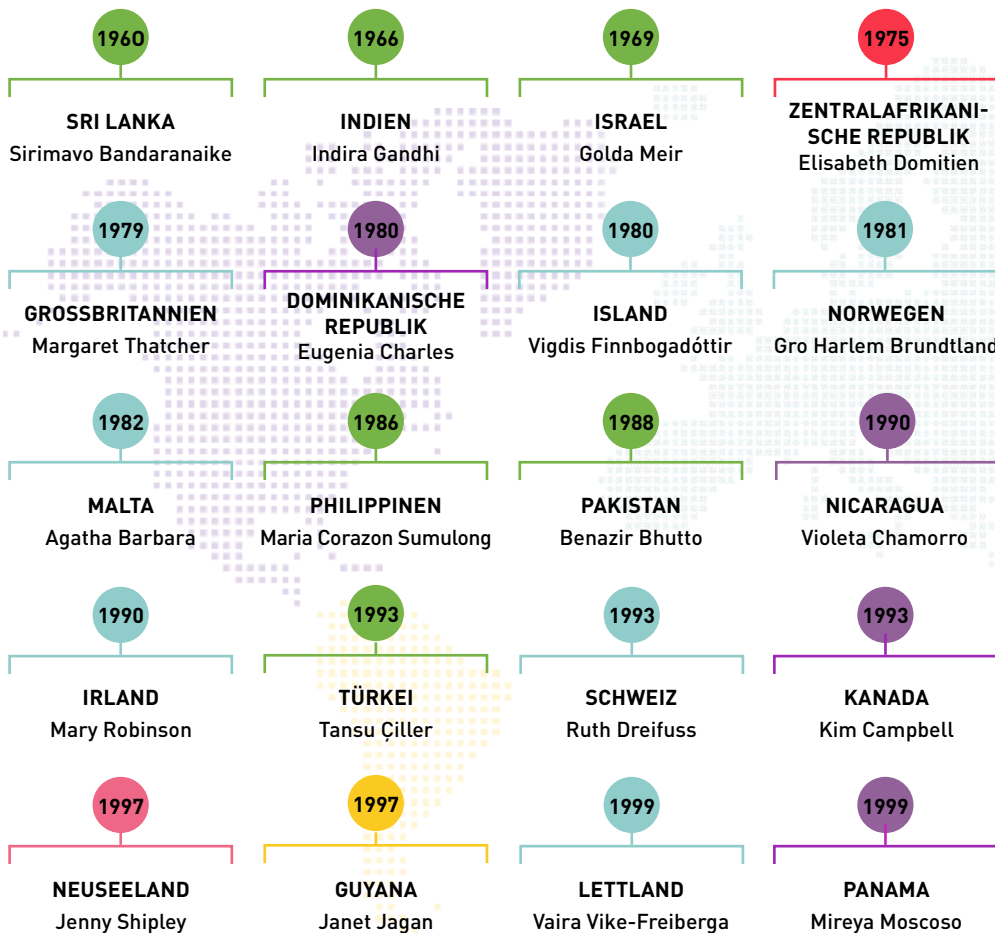 1960
SRI LANKA
Sirimavo Bandaranaike
1966
INDIEN
Indira Gandhi
1969
ISRAEL
Golda Meir
1975
ZENTRALAFRIKANI-
SCHE REPUBLIK
Elisabeth Domitien
1979
GROSSBRITANNIEN
Margaret Thatcher
1980
DOMINIKANISCHE
REPUBLIK
Eugenia Charles
1980
ISLAND
Vigdis Finnbogadóttir
1981
NORWEGEN
Gro Harlem Brundtland
1982
MALTA
Agatha Barbara
1986
PHILIPPINEN
Maria Corazon Sumulong
1988
PAKISTAN
Benazir Bhutto
1990
NICARAGUA
Violeta Chamorro
1990
IRLAND
Mary Robinson
1993
TÜRKEI
Tansu Çiller
1993
SCHWEIZ
Ruth Dreifuss
1993
KANADA
Kim Campbell
1997
NEUSEELAND
Jenny Shipley
1997
GUYANA
Janet Jagan
1999
LETTLAND
Vaira Vike-Freiberga
1999
PANAMA
Mireya Moscoso